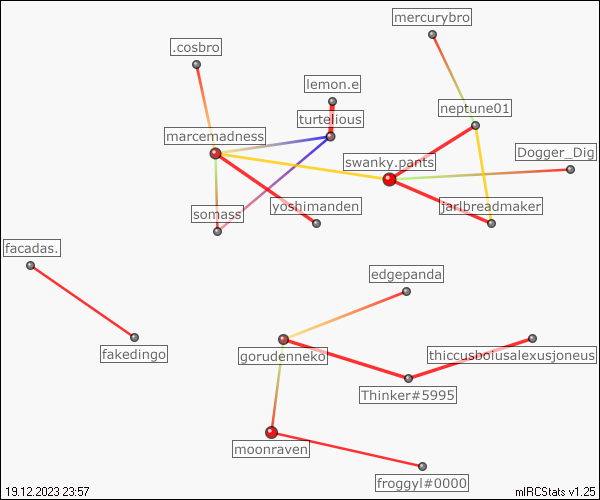 mercurybro
.cosbro
lemon.e
neptune01
turtelious
marcemadness
Dogger_Dig
swanky.pants
somass
yoshimanden
jarlbreadmaker
facadas.
edgepanda
fakedingo
gorudenneko
thiccusboiusalexusjoneus
Thinker#5995
moonraven
froggyl#0000
19.12.2023 23:57
mIRCStats v1.25